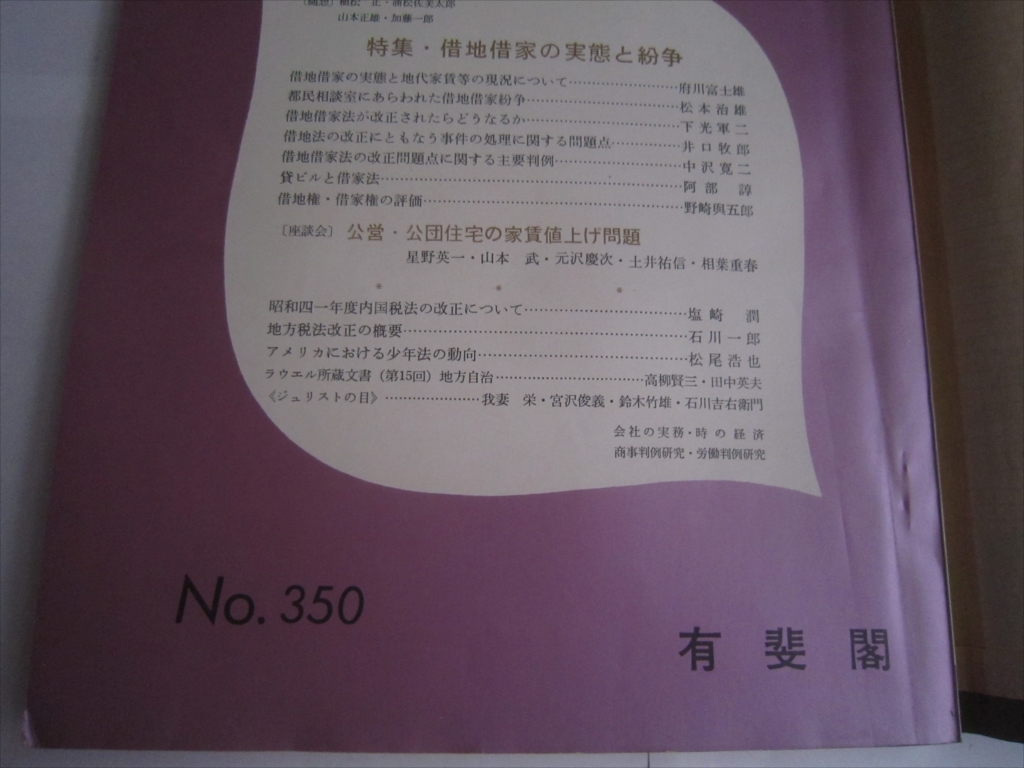 〔随想〕植松 正・浦松佐美太郎
山本正雄・加藤一郎
特集・借地借家の実態と紛争
借地借家の実態と地代家賃等の現況について…………………府川富士雄
都民相談室にあらわれた借地借家紛争…………………松本治雄
借地借家法が改正されたらどうなるか…………………下光軍二
借地法の改正にともなう事件の処理に関する問題点…………井口牧郎
借地借家法の改正問題点に関する主要判例…………………中沢寛二
貸ビルと借家法…………………阿部 諄
借地権・借家権の評価…………………野崎與五郎
〔座談会〕 公営・公団住宅の家賃値上げ問題
星野英一・山本 武・元沢慶次・土井祐信・相葉重春
* * *
昭和四一年度内国税法の改正について…………………塩崎 潤
地方税法改正の概要…………………石川一郎
アメリカにおける少年法の動向…………………松尾浩也
ラウエル所蔵文書（第15回）地方自治…………………高柳賢三・田中英夫
《ジュリストの目》…………我妻 栄・宮沢俊義・鈴木竹雄・石川吉右衛門
会社の実務・時の経済
商事判例研究・労働判例研究
No. 350
有斐閣